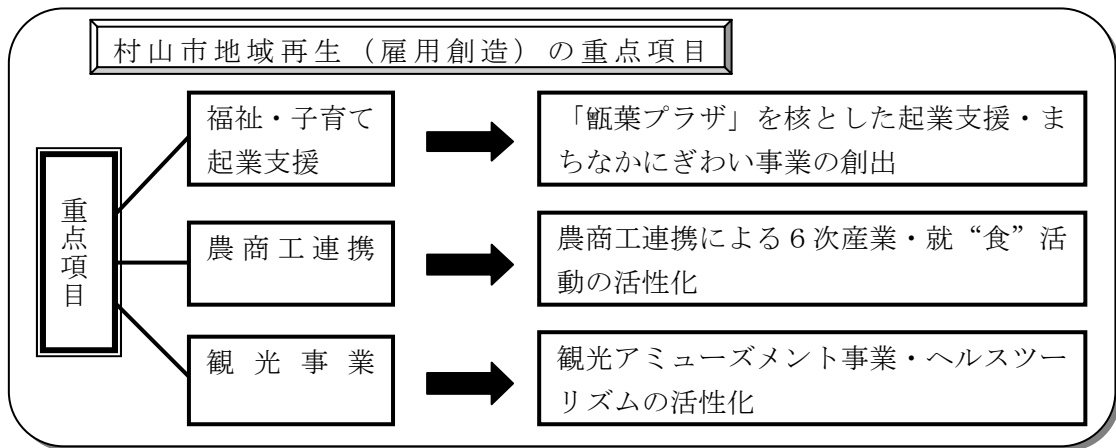 村山市地域再生（雇用創造）の重点項目
重点項目
福祉・子育て
起業支援
「甑葉プラザ」を核とした起業支援・ま
ちなかにぎわい事業の創出
農商工連携
農商工連携による６次産業・就“食”活
動の活性化
観光事業
観光アミューズメント事業・ヘルスツー
リズムの活性化